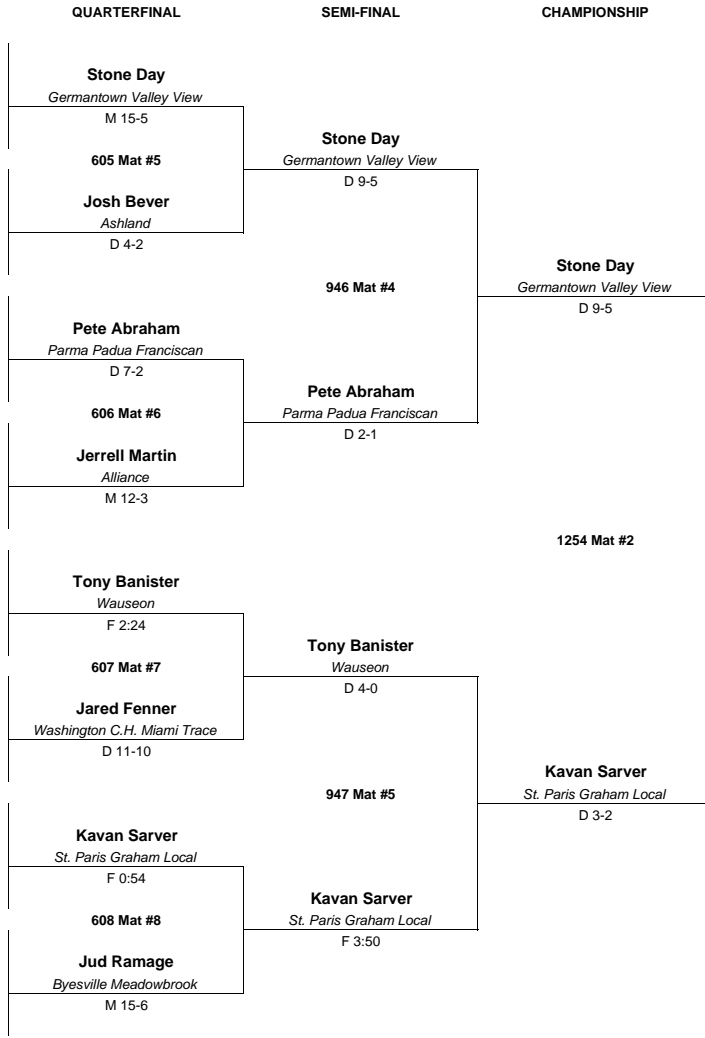 QUARTERFINAL
SEMI-FINAL
CHAMPIONSHIP
Stone Day
Germantown Valley View
M 15-5
605 Mat #5
Josh Bever
Ashland
D 4-2
Pete Abraham
Parma Padua Franciscan
D 7-2
606 Mat #6
Jerrell Martin
Alliance
M 12-3
Tony Banister
Wauseon
F 2:24
607 Mat #7
Jared Fenner
Washington C.H. Miami Trace
D 11-10
Kavan Sarver
St. Paris Graham Local
F 0:54
608 Mat #8
Jud Ramage
Byesville Meadowbrook
M 15-6
Stone Day
Germantown Valley View
D 9-5
946 Mat #4
Pete Abraham
Parma Padua Franciscan
D 2-1
Tony Banister
Wauseon
D 4-0
947 Mat #5
Kavan Sarver
St. Paris Graham Local
F 3:50
Stone Day
Germantown Valley View
D 9-5
1254 Mat #2
Kavan Sarver
St. Paris Graham Local
D 3-2